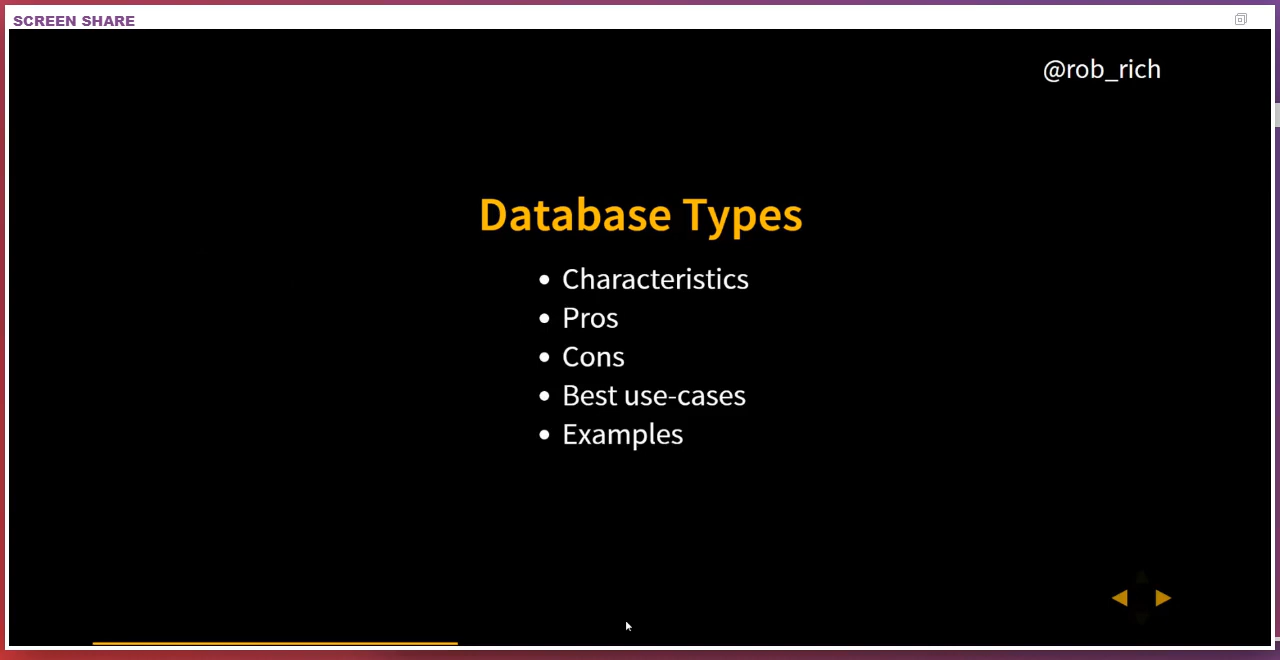 SCREEN SHARE
@rob_rich
Database Types
Characteristics
Pros
Cons
Best use-cases
Examples